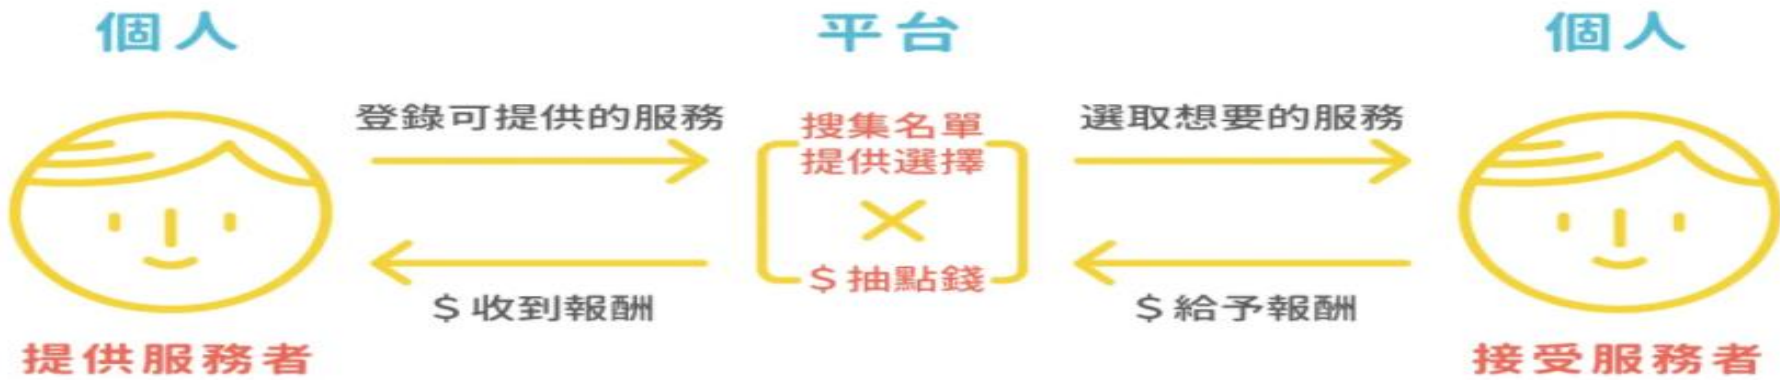 個人
平台
個人
登錄可提供的服務
搜集名單
提供選擇
選取想要的服務
$抽點錢
$收到報酬
$給予報酬
提供服務者
接受服務者